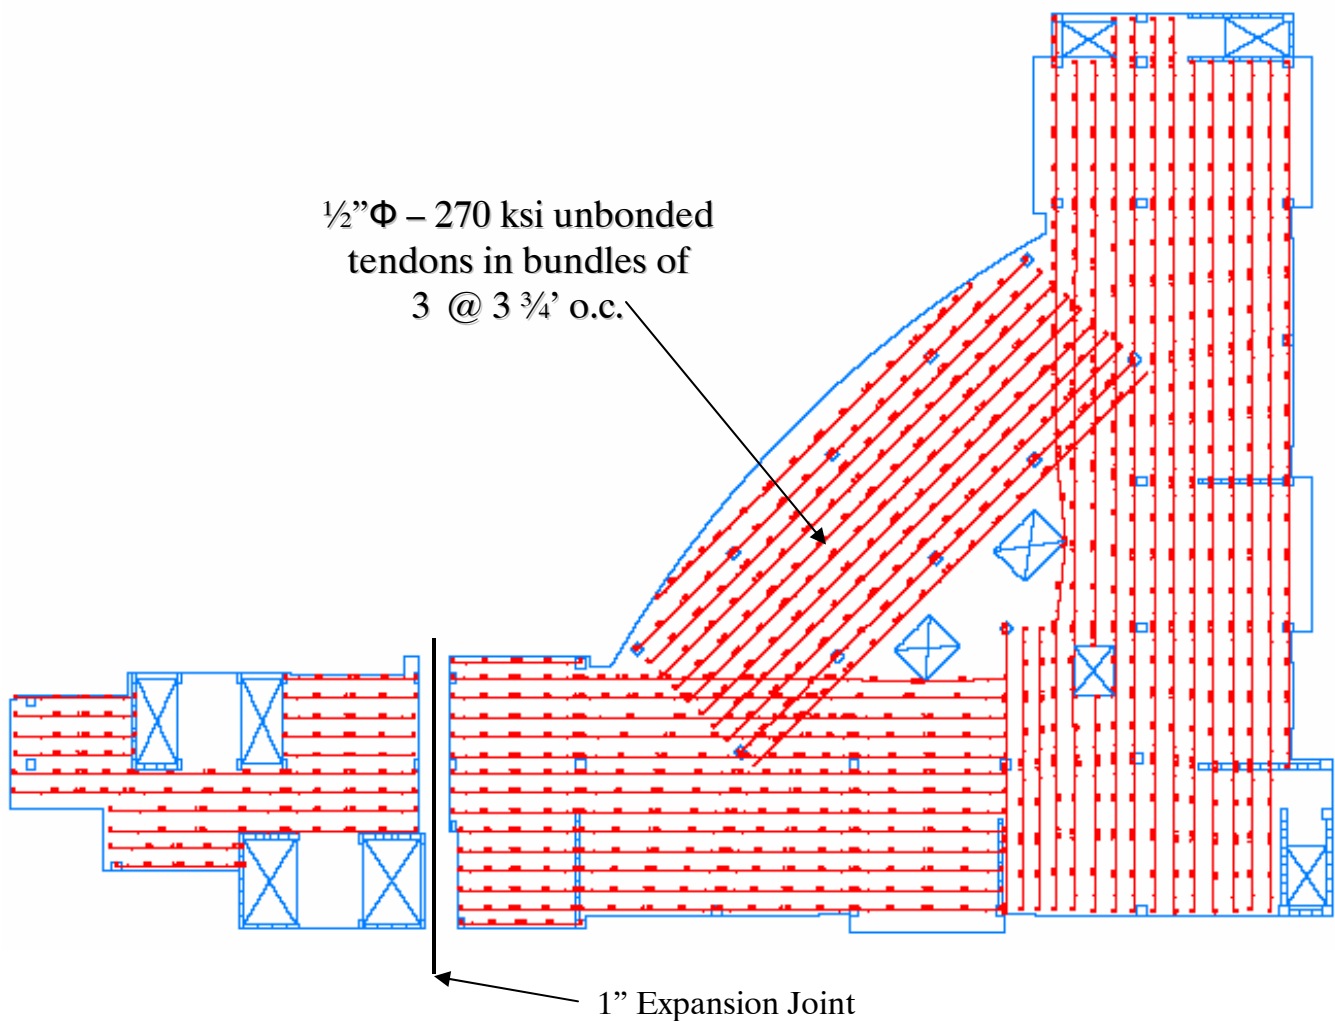 ½”Φ – 270 ksi unbonded
tendons in bundles of
3 @ 3 ¾’ o.c.
1” Expansion Joint